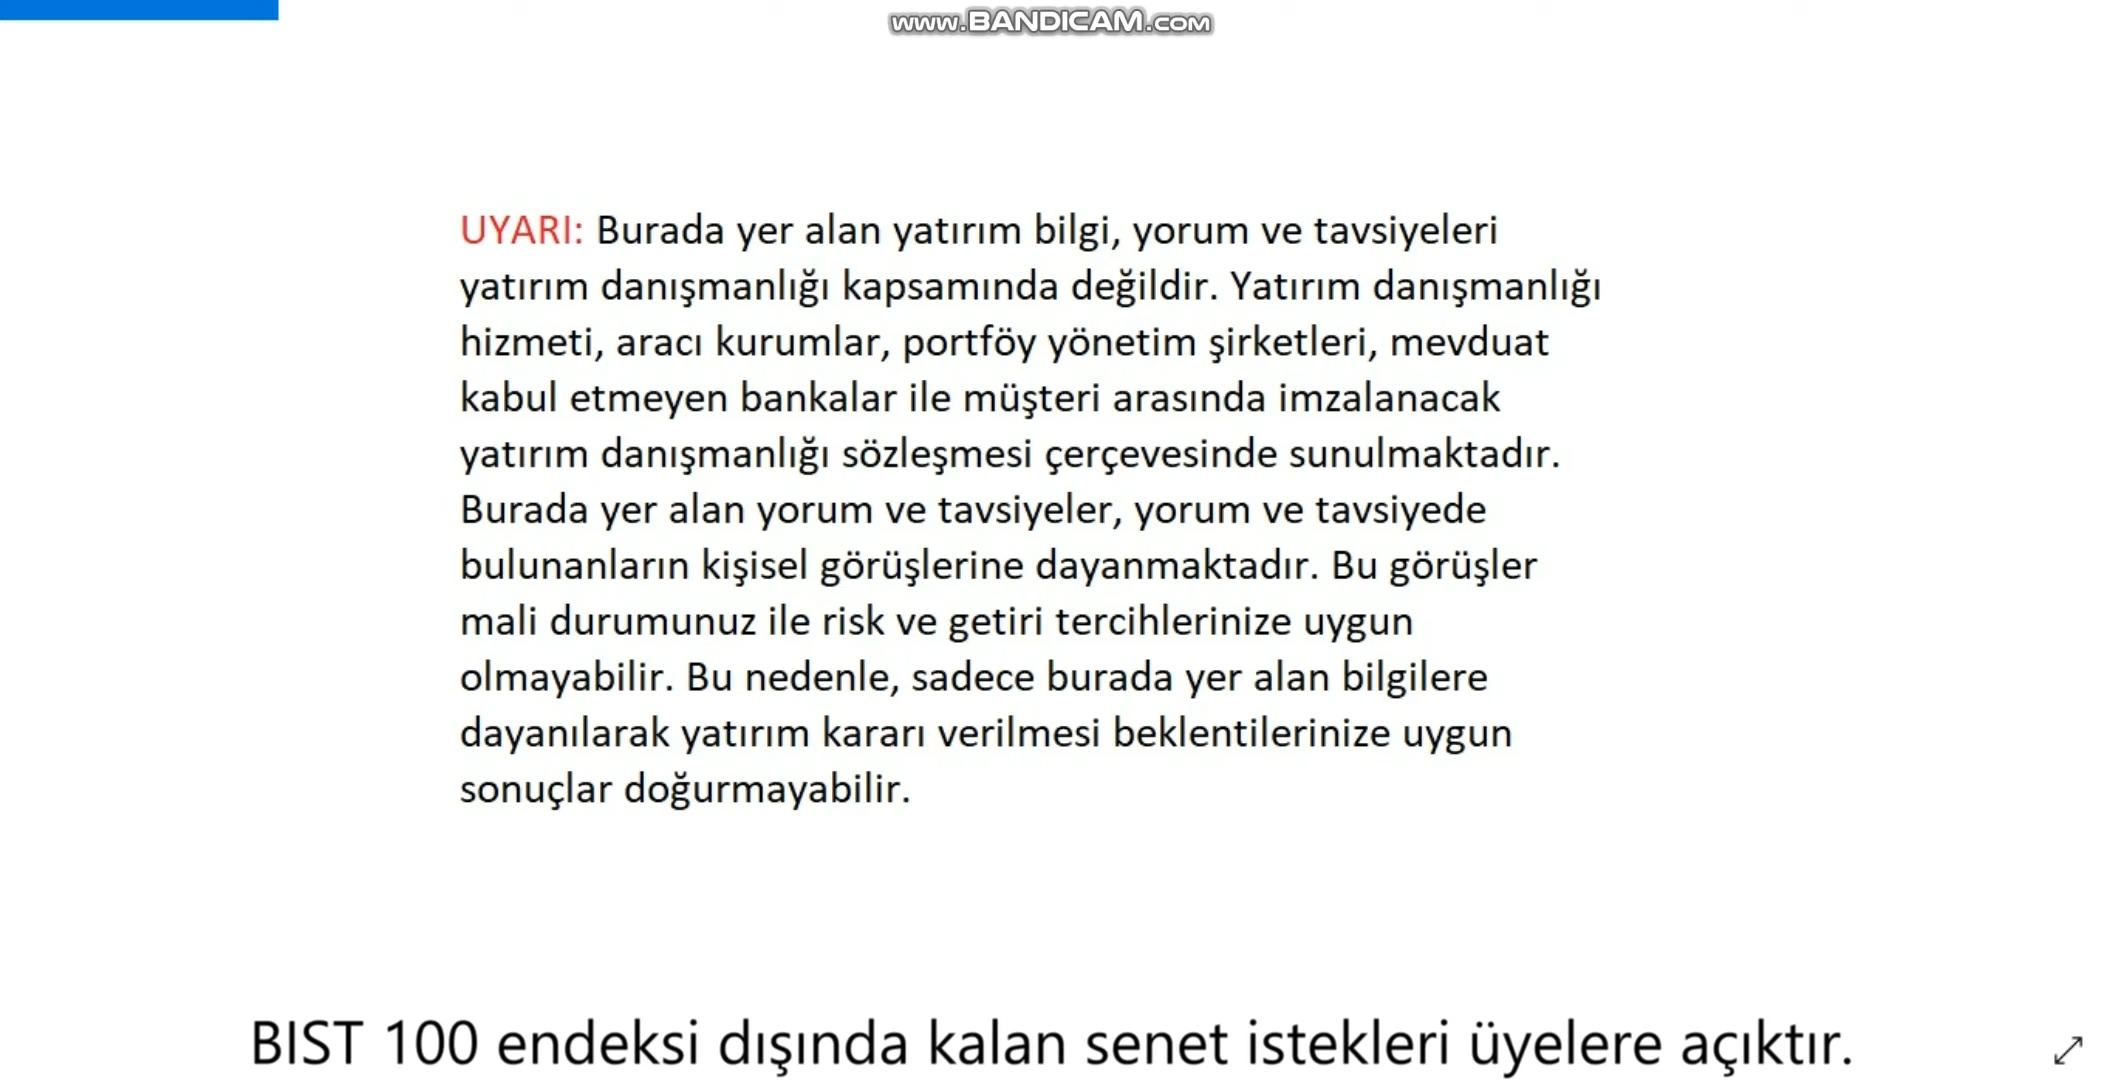 www.BANDICAM.com
UYARI: Burada yer alan yatırım bilgi, yorum ve tavsiyeleri
yatırım danışmanlığı kapsamında değildir. Yatırım danışmanlığı
hizmeti, aracı kurumlar, portföy yönetim şirketleri, mevduat
kabul etmeyen bankalar ile müşteri arasında imzalanacak
yatırım danışmanlığı sözleşmesi çerçevesinde sunulmaktadır.
Burada yer alan yorum ve tavsiyeler, yorum ve tavsiyede
bulunanların kişisel görüşlerine dayanmaktadır. Bu görüşler
mali durumunuz ile risk ve getiri tercihlerinize uygun
olmayabilir. Bu nedenle, sadece burada yer alan bilgilere
dayanılarak yatırım kararı verilmesi beklentilerinize uygun
sonuçlar doğurmayabilir.
BIST 100 endeksi dışında kalan senet istekleri üyelere açıktır.